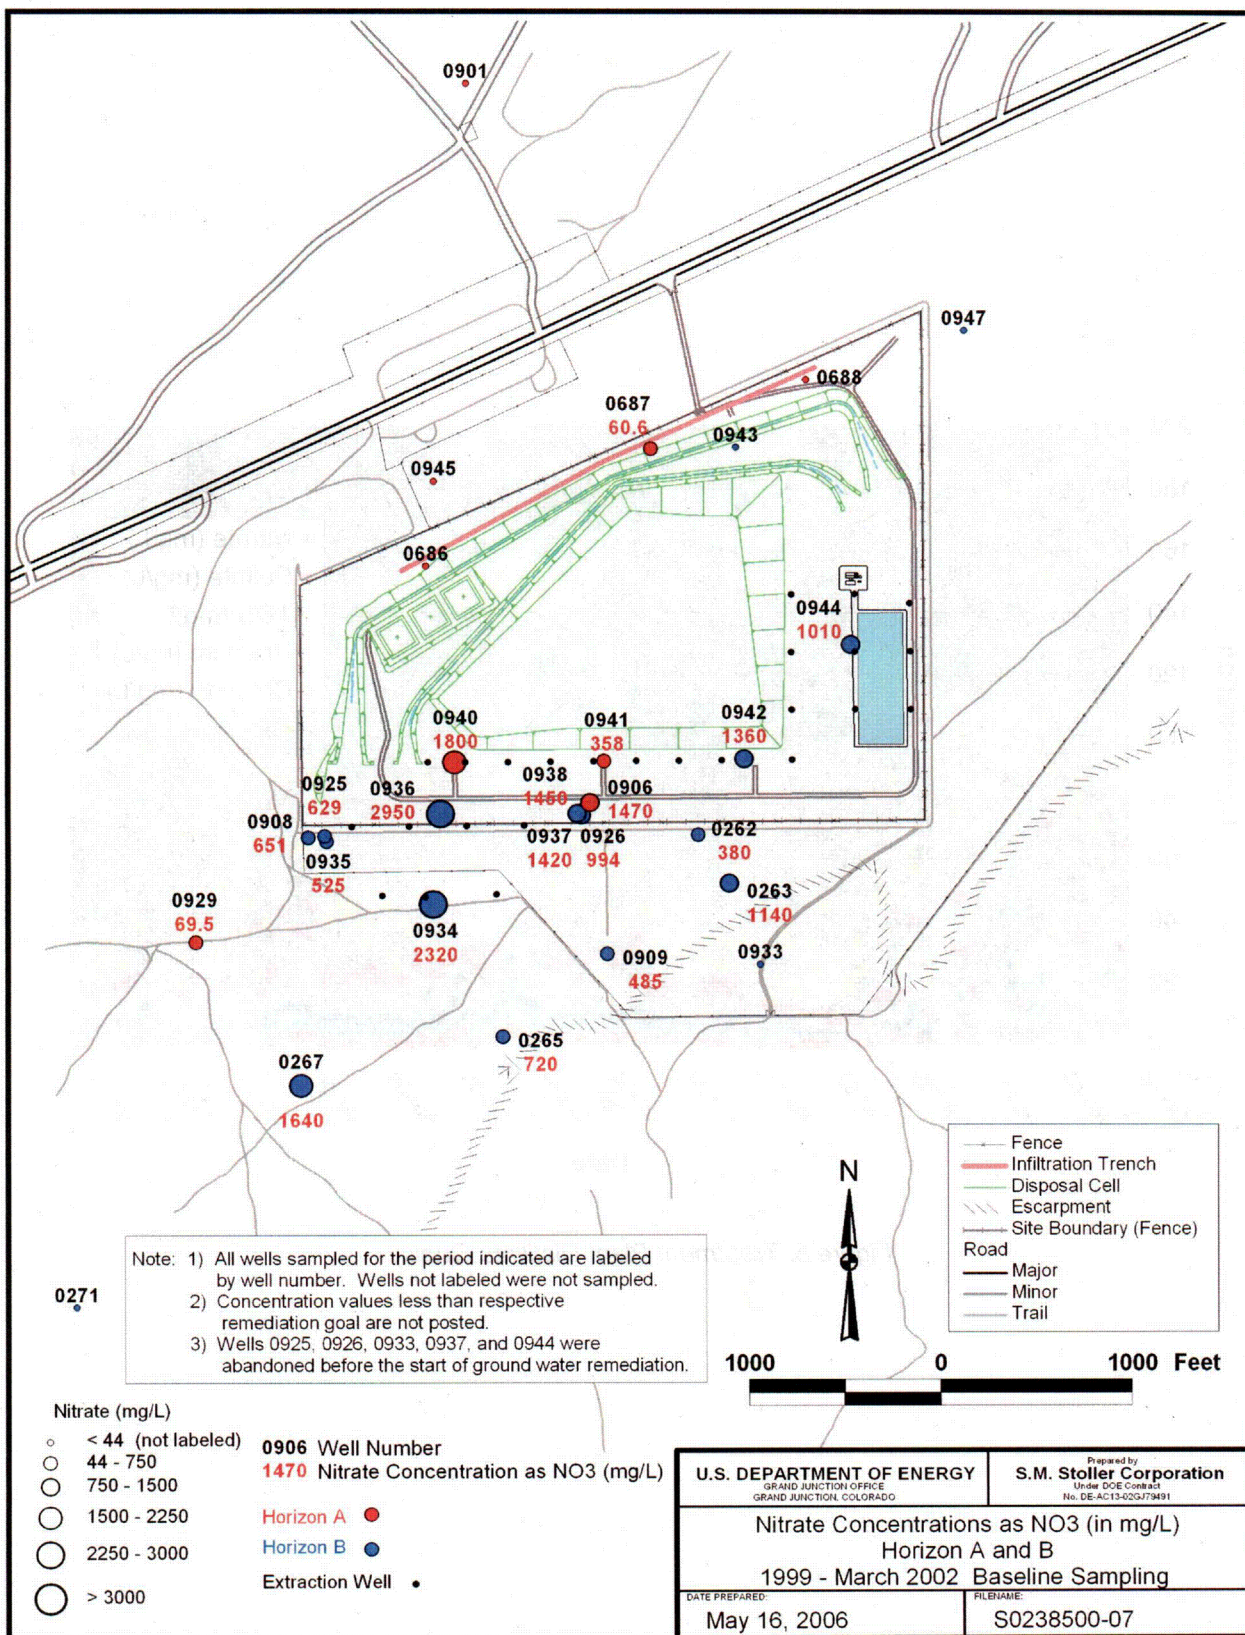 0901
0947
0688
0687
60.6
0943
0945
0686
0944
1010
0940
1800
0941
358
0942
1360
0925
629
0936
2950
0938
1450
0906
1470
0908
651
0935
525
0937
1420
0926
994
0262
380
0263
1140
0929
69.5
0934
2320
0909
485
0933
0265
720
0267
1640
0271
Fence
Infiltration Trench
Disposal Cell
Escarpment
Site Boundary (Fence)
Road
Major
Minor
Trail
N
Note: 1) All wells sampled for the period indicated are labeled
by well number. Wells not labeled were not sampled.
2) Concentration values less than respective
remediation goal are not posted.
3) Wells 0925, 0926, 0933, 0937, and 0944 were
abandoned before the start of ground water remediation.
1000 0 1000 Feet
Nitrate (mg/L)
< 44 (not labeled)
44 - 750
750 - 1500
1500 - 2250
2250 - 3000
> 3000
0906 Well Number
1470 Nitrate Concentration as NO3 (mg/L)
Horizon A
Horizon B
Extraction Well
U.S. DEPARTMENT OF ENERGY
GRAND JUNCTION OFFICE
GRAND JUNCTION, COLORADO
Prepared by
S.M. Stoller Corporation
Under DOE Contract
No. DE-AC13-02GJ79491
Nitrate Concentrations as NO3 (in mg/L)
Horizon A and B
1999 - March 2002 Baseline Sampling
DATE PREPARED:
May 16, 2006
FILENAME:
S0238500-07